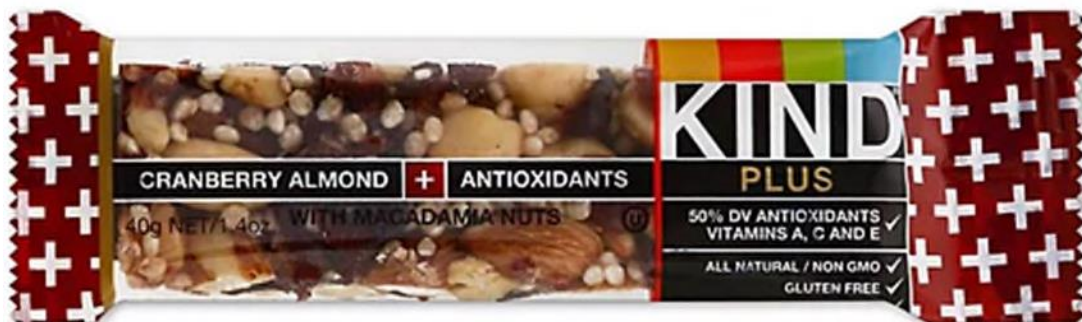 CRANBERRY ALMOND + ANTIOXIDANTS
40g NET/1.4oz WITH MACADAMIA NUTS
U
KIND
PLUS
50% DV ANTIOXIDANTS
VITAMINS A, C AND E
ALL NATURAL / NON GMO
GLUTEN FREE